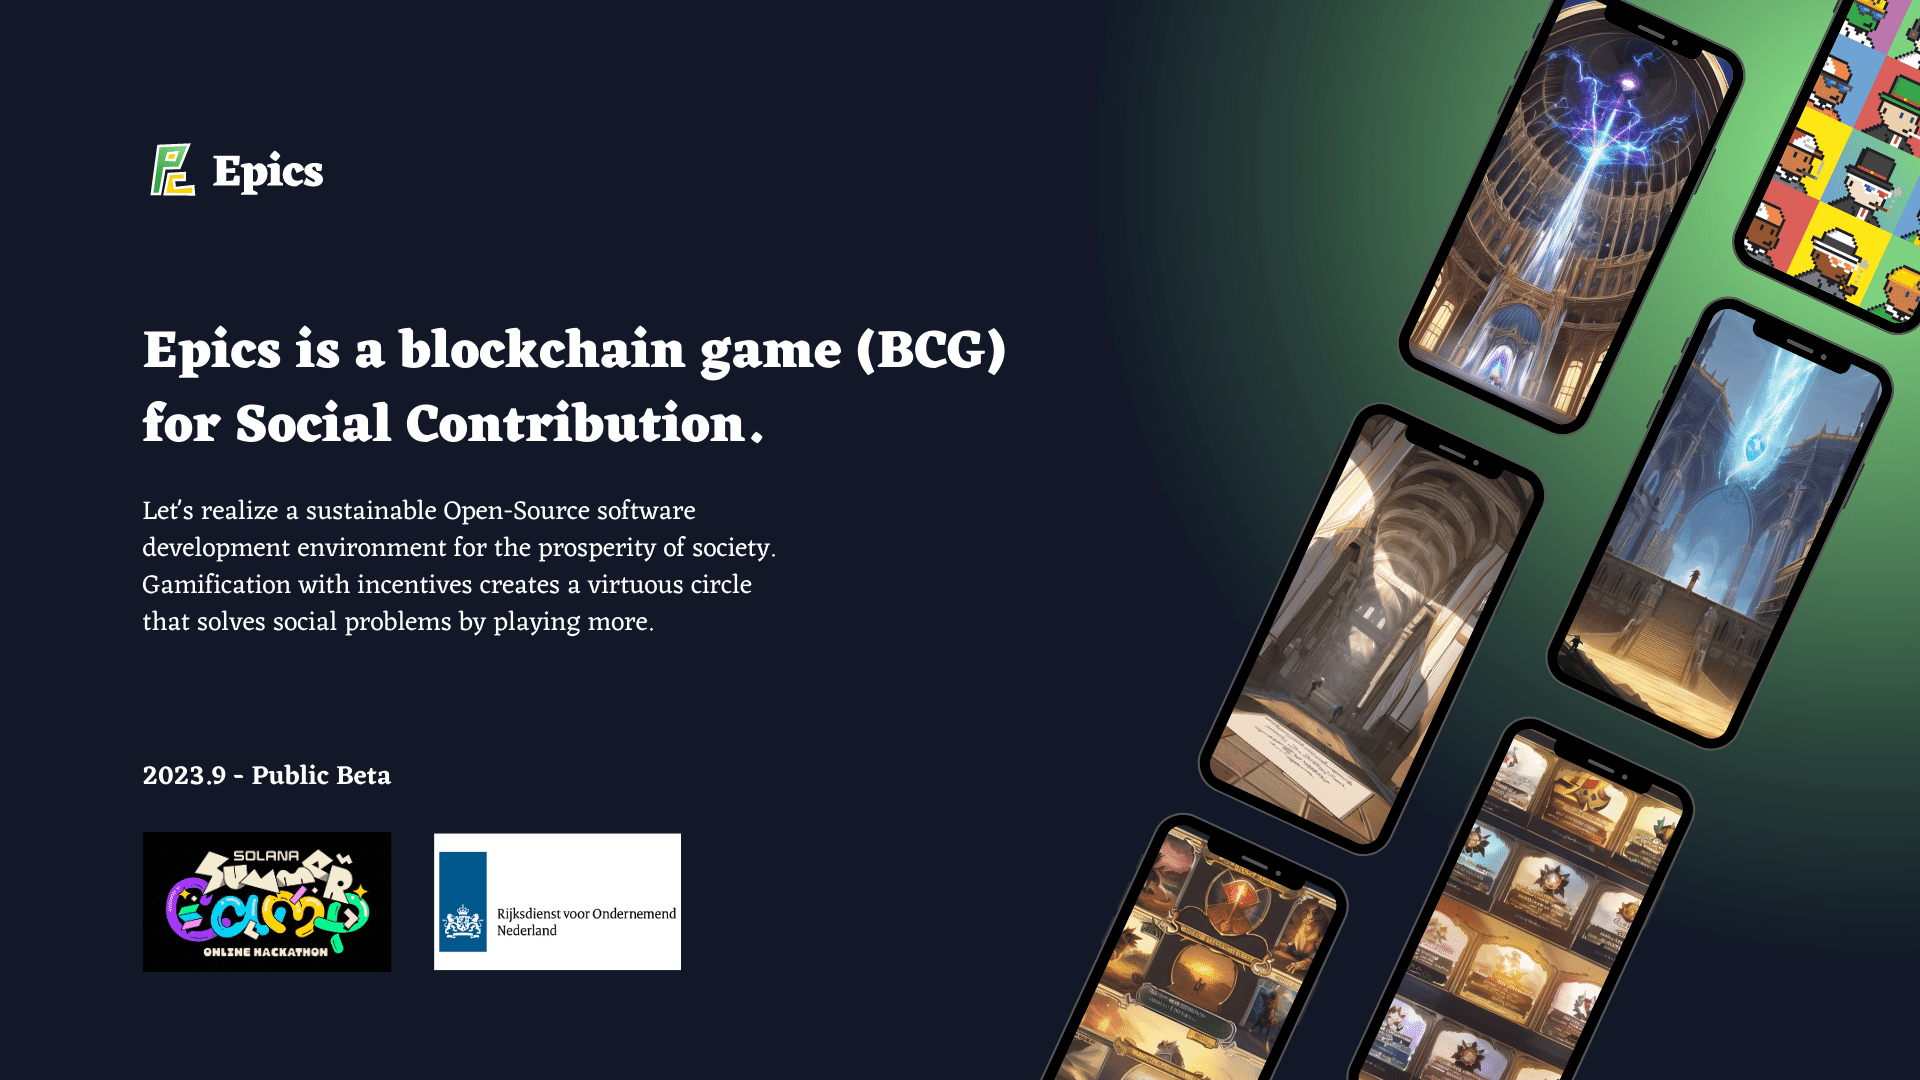 Epics
Epics is a blockchain game (BCG)
for Social Contribution.
Let's realize a sustainable Open-Source software
development environment for the prosperity of society.
Gamification with incentives creates a virtuous circle
that solves social problems by playing more.
2023.9 - Public Beta
SOLANA
SUMMER
CAMP
ONLINE HACKATHON
Rijksdienst voor Ondernemend
Nederland